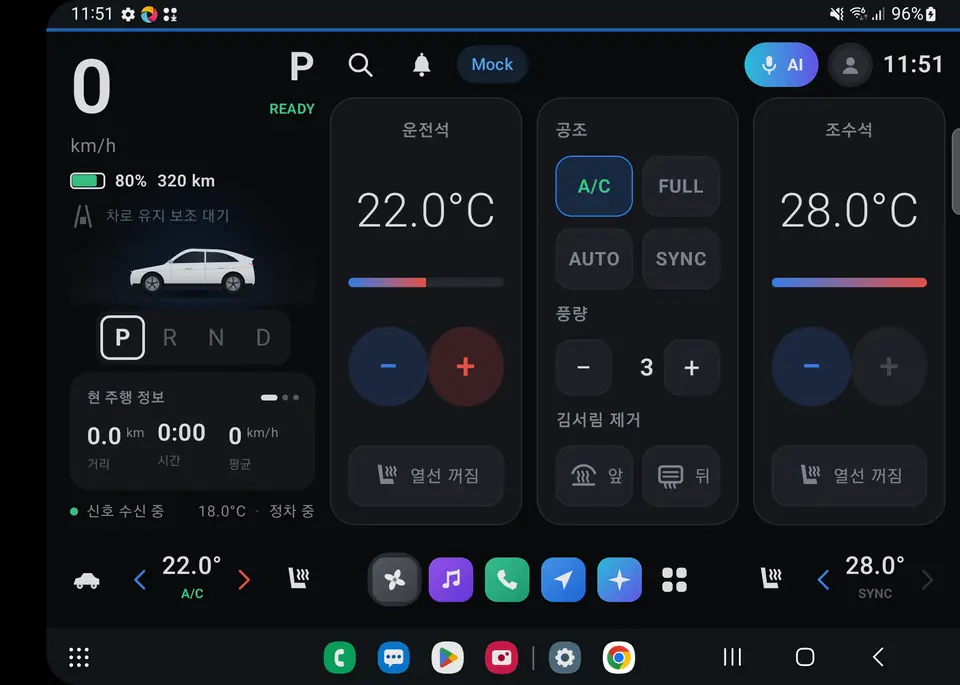 11:51
96%
0
km/h
P
READY
80% 320 km
차로 유지 보조 대기
P R N D
현 주행 정보
0.0 km 0:00 0 km/h
거리 시간 평균
신호 수신 중 18.0°C · 정차 중
Mock
AI
11:51
운전석
22.0°C
−
+
열선 꺼짐
공조
A/C
FULL
AUTO
SYNC
풍량
− 3 +
김서림 제거
앞
뒤
조수석
28.0°C
−
+
열선 꺼짐
22.0°
A/C
28.0°
SYNC